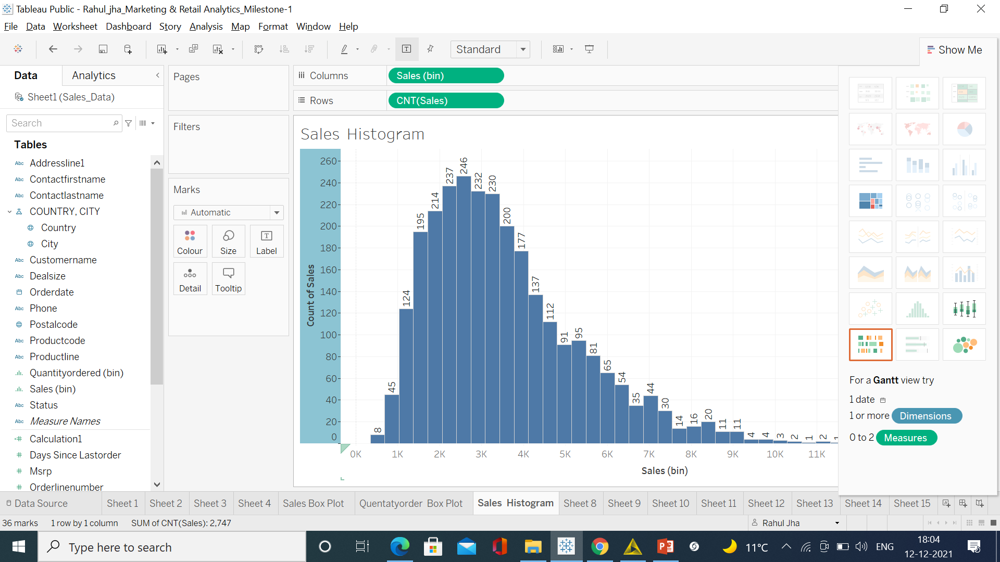 Tableau Public - Rahul_jha_Marketing & Retail Analytics_Milestone-1
File Data Worksheet Dashboard Story Analysis Map Format Window Help
Standard
Show Me
Data Analytics
Sheet1 (Sales_Data)
Search
Tables
Abc Addressline1
Abc Contactfirstname
Abc Contactlastname
COUNTRY, CITY
Country
City
Abc Customername
Abc Dealsize
Orderdate
Abc Phone
Postalcode
Abc Productcode
Abc Productline
Quantityordered (bin)
Sales (bin)
Abc Status
Abc Measure Names
Calculation1
Days Since Lastorder
Msrp
Orderlinenumber
Pages
Filters
Marks
Automatic
Colour Size Label
Detail Tooltip
Columns Sales (bin)
Rows CNT(Sales)
Sales Histogram
Count of Sales
260
240
220
200
180
160
140
120
100
80
60
40
20
0
8 45 124 195 214 237 246 232 230 200 177 137 112 91 95 81 65 54 35 44 30 14 16 20 11 11 4 4 3 2 1 2
0K 1K 2K 3K 4K 5K 6K 7K 8K 9K 10K 11K
Sales (bin)
For a Gantt view try
1 date
1 or more Dimensions
0 to 2 Measures
Data Source Sheet 1 Sheet 2 Sheet 3 Sheet 4 Sales Box Plot Quentatyorder Box Plot Sales Histogram Sheet 8 Sheet 9 Sheet 10 Sheet 11 Sheet 12 Sheet 13 Sheet 14 Sheet 15
36 marks 1 row by 1 column SUM of CNT(Sales): 2,747
Rahul Jha
Type here to search
11°C
ENG
18:04
12-12-2021